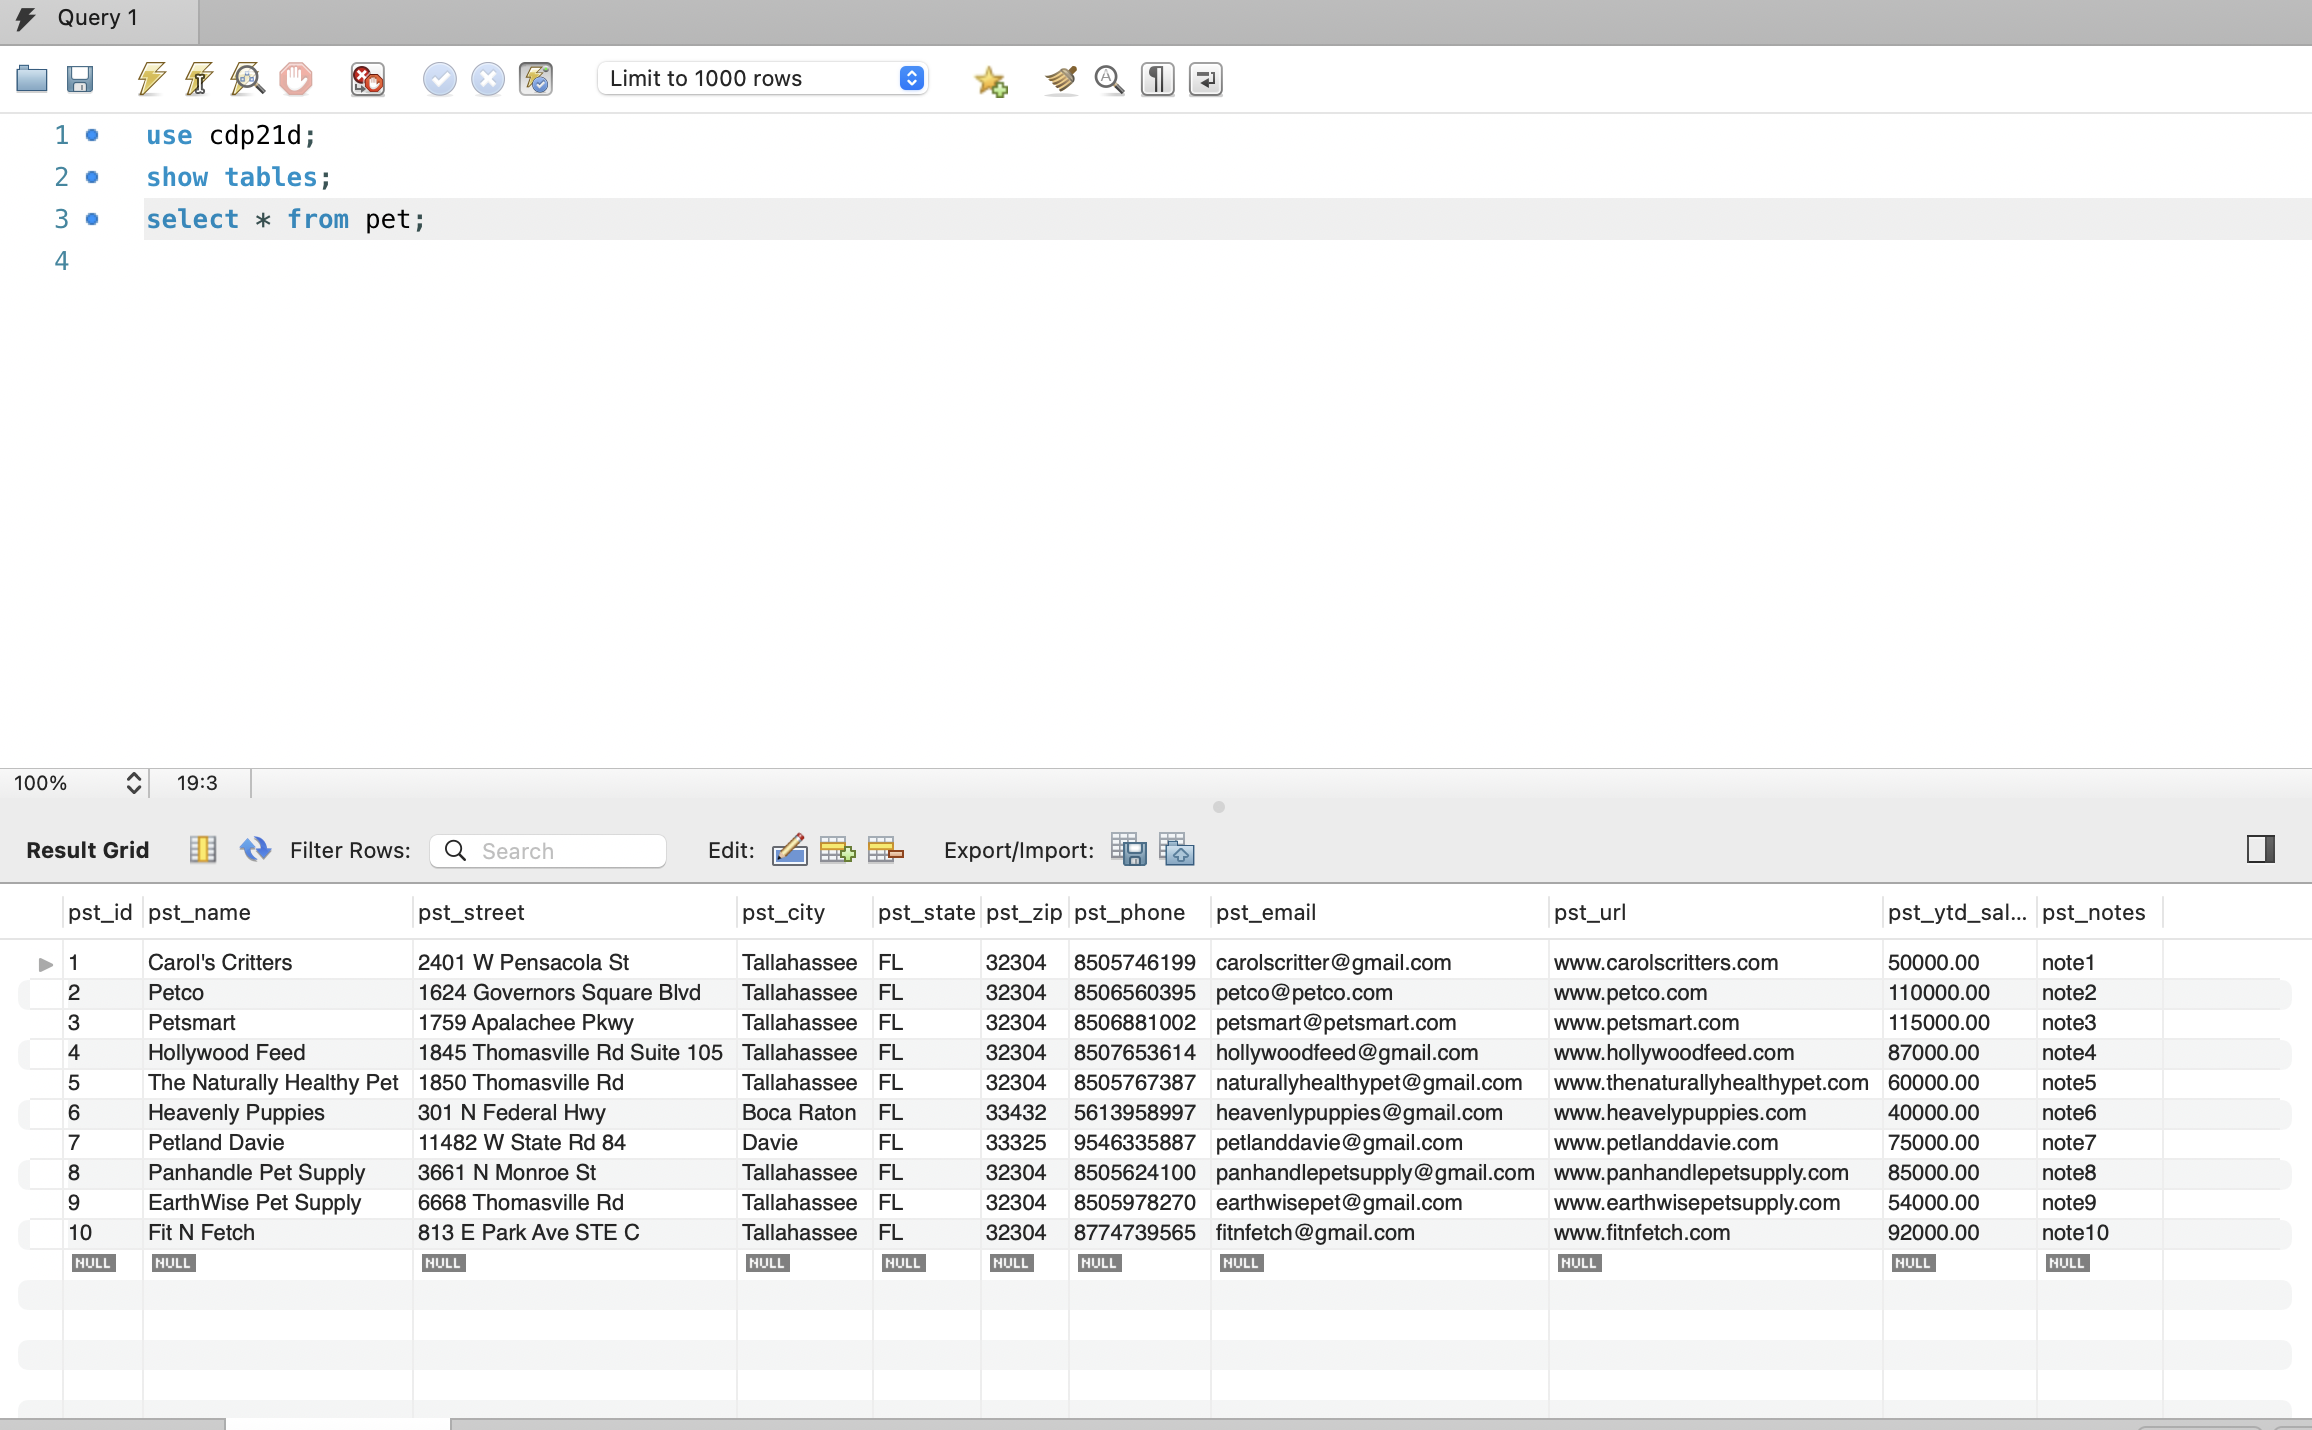 Query 1
Limit to 1000 rows
1 use cdp21d;
2 show tables;
3 select * from pet;
4
100% 19:3
Result Grid Filter Rows: Search Edit: Export/Import:
pst_id pst_name pst_street pst_city pst_state pst_zip pst_phone pst_email pst_url pst_ytd_sal... pst_notes
1 Carol's Critters 2401 W Pensacola St Tallahassee FL 32304 8505746199 carolscritter@gmail.com www.carolscritters.com 50000.00 note1
2 Petco 1624 Governors Square Blvd Tallahassee FL 32304 8506560395 petco@petco.com www.petco.com 110000.00 note2
3 Petsmart 1759 Apalachee Pkwy Tallahassee FL 32304 8506881002 petsmart@petsmart.com www.petsmart.com 115000.00 note3
4 Hollywood Feed 1845 Thomasville Rd Suite 105 Tallahassee FL 32304 8507653614 hollywoodfeed@gmail.com www.hollywoodfeed.com 87000.00 note4
5 The Naturally Healthy Pet 1850 Thomasville Rd Tallahassee FL 32304 8505767387 naturallyhealthypet@gmail.com www.thenaturallyhealthypet.com 60000.00 note5
6 Heavenly Puppies 301 N Federal Hwy Boca Raton FL 33432 5613958997 heavenlypuppies@gmail.com www.heavelypuppies.com 40000.00 note6
7 Petland Davie 11482 W State Rd 84 Davie FL 33325 9546335887 petlanddavie@gmail.com www.petlanddavie.com 75000.00 note7
8 Panhandle Pet Supply 3661 N Monroe St Tallahassee FL 32304 8505624100 panhandlepetsupply@gmail.com www.panhandlepetsupply.com 85000.00 note8
9 EarthWise Pet Supply 6668 Thomasville Rd Tallahassee FL 32304 8505978270 earthwisepet@gmail.com www.earthwisepetsupply.com 54000.00 note9
10 Fit N Fetch 813 E Park Ave STE C Tallahassee FL 32304 8774739565 fitnfetch@gmail.com www.fitnfetch.com 92000.00 note10
NULL NULL NULL NULL NULL NULL NULL NULL NULL NULL NULL